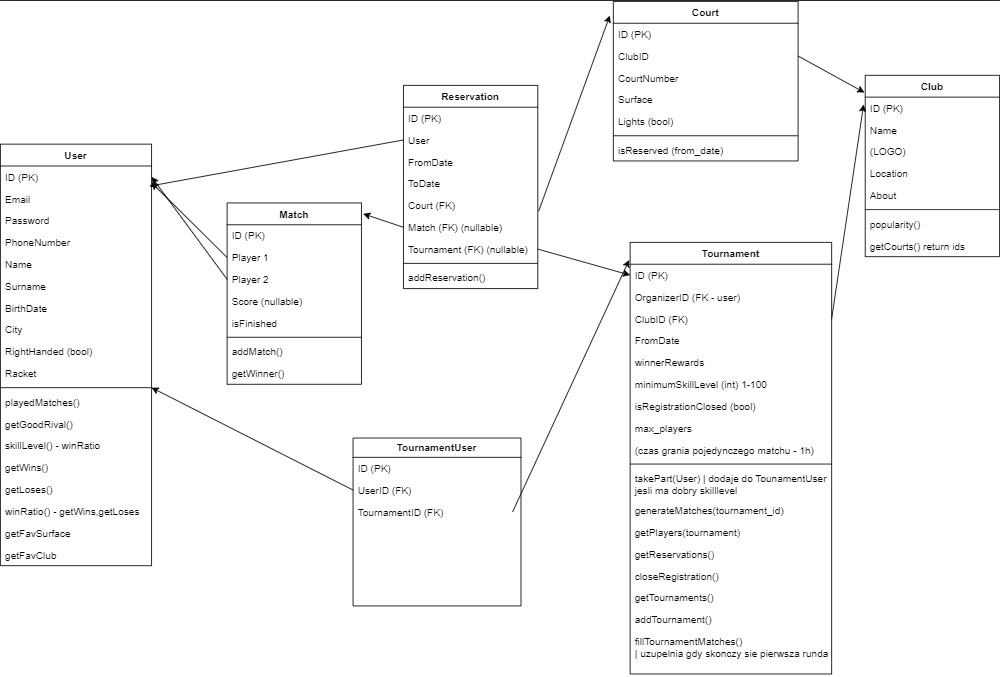 Court
ID (PK)
ClubID
CourtNumber
Surface
Lights (bool)
isReserved (from_date)
Club
ID (PK)
Name
(LOGO)
Location
About
popularity()
getCourts() return ids
Reservation
ID (PK)
User
FromDate
ToDate
Court (FK)
Match (FK) (nullable)
Tournament (FK) (nullable)
addReservation()
User
ID (PK)
Email
Password
PhoneNumber
Name
Surname
BirthDate
City
RightHanded (bool)
Racket
playedMatches()
getGoodRival()
skillLevel() - winRatio
getWins()
getLoses()
winRatio() - getWins,getLoses
getFavSurface
getFavClub
Match
ID (PK)
Player 1
Player 2
Score (nullable)
isFinished
addMatch()
getWinner()
Tournament
ID (PK)
OrganizerID (FK - user)
ClubID (FK)
FromDate
winnerRewards
minimumSkillLevel (int) 1-100
isRegistrationClosed (bool)
max_players
(czas grania pojedynczego matchu - 1h)
takePart(User) | dodaje do TounamentUser
jesli ma dobry skilllevel
generateMatches(tournament_id)
getPlayers(tournament)
getReservations()
closeRegistration()
getTournaments()
addTournament()
fillTournamentMatches()
| uzupelnia gdy skonczy sie pierwsza runda
TournamentUser
ID (PK)
UserID (FK)
TournamentID (FK)